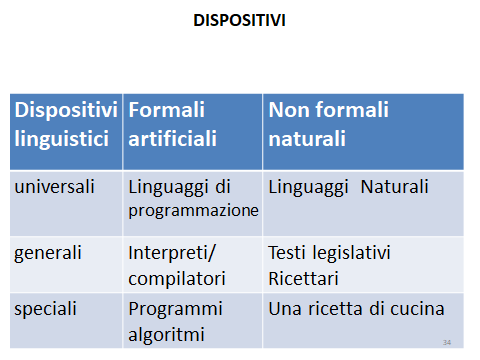 DISPOSITIVI
Dispositivi Formali Non formali
linguistici artificiali naturali
universali Linguaggi di Linguaggi Naturali
programmazione
generali Interpreti/ Testi legislativi
compilatori Ricettari
speciali Programmi Una ricetta di cucina
algoritmi
34